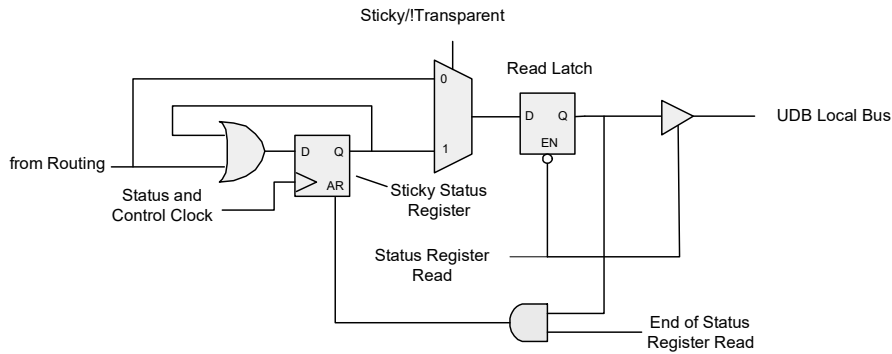 Sticky/!Transparent
0
Read Latch
D Q
EN
UDB Local Bus
1
D Q
AR
from Routing
Status and
Control Clock
Sticky Status
Register
Status Register
Read
End of Status
Register Read